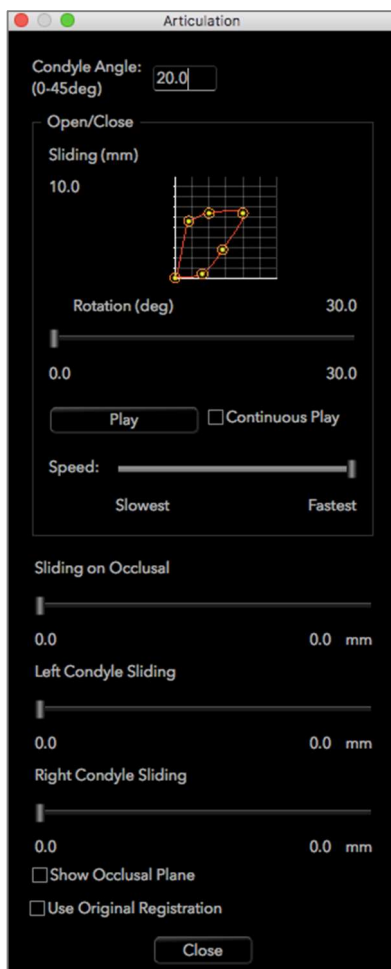 Articulation
Condyle Angle:
(0-45deg)
20.0
Open/Close
Sliding (mm)
10.0
Rotation (deg) 30.0
0.0 30.0
Play Continuous Play
Speed:
Slowest Fastest
Sliding on Occlusal
0.0 0.0 mm
Left Condyle Sliding
0.0 0.0 mm
Right Condyle Sliding
0.0 0.0 mm
Show Occlusal Plane
Use Original Registration
Close